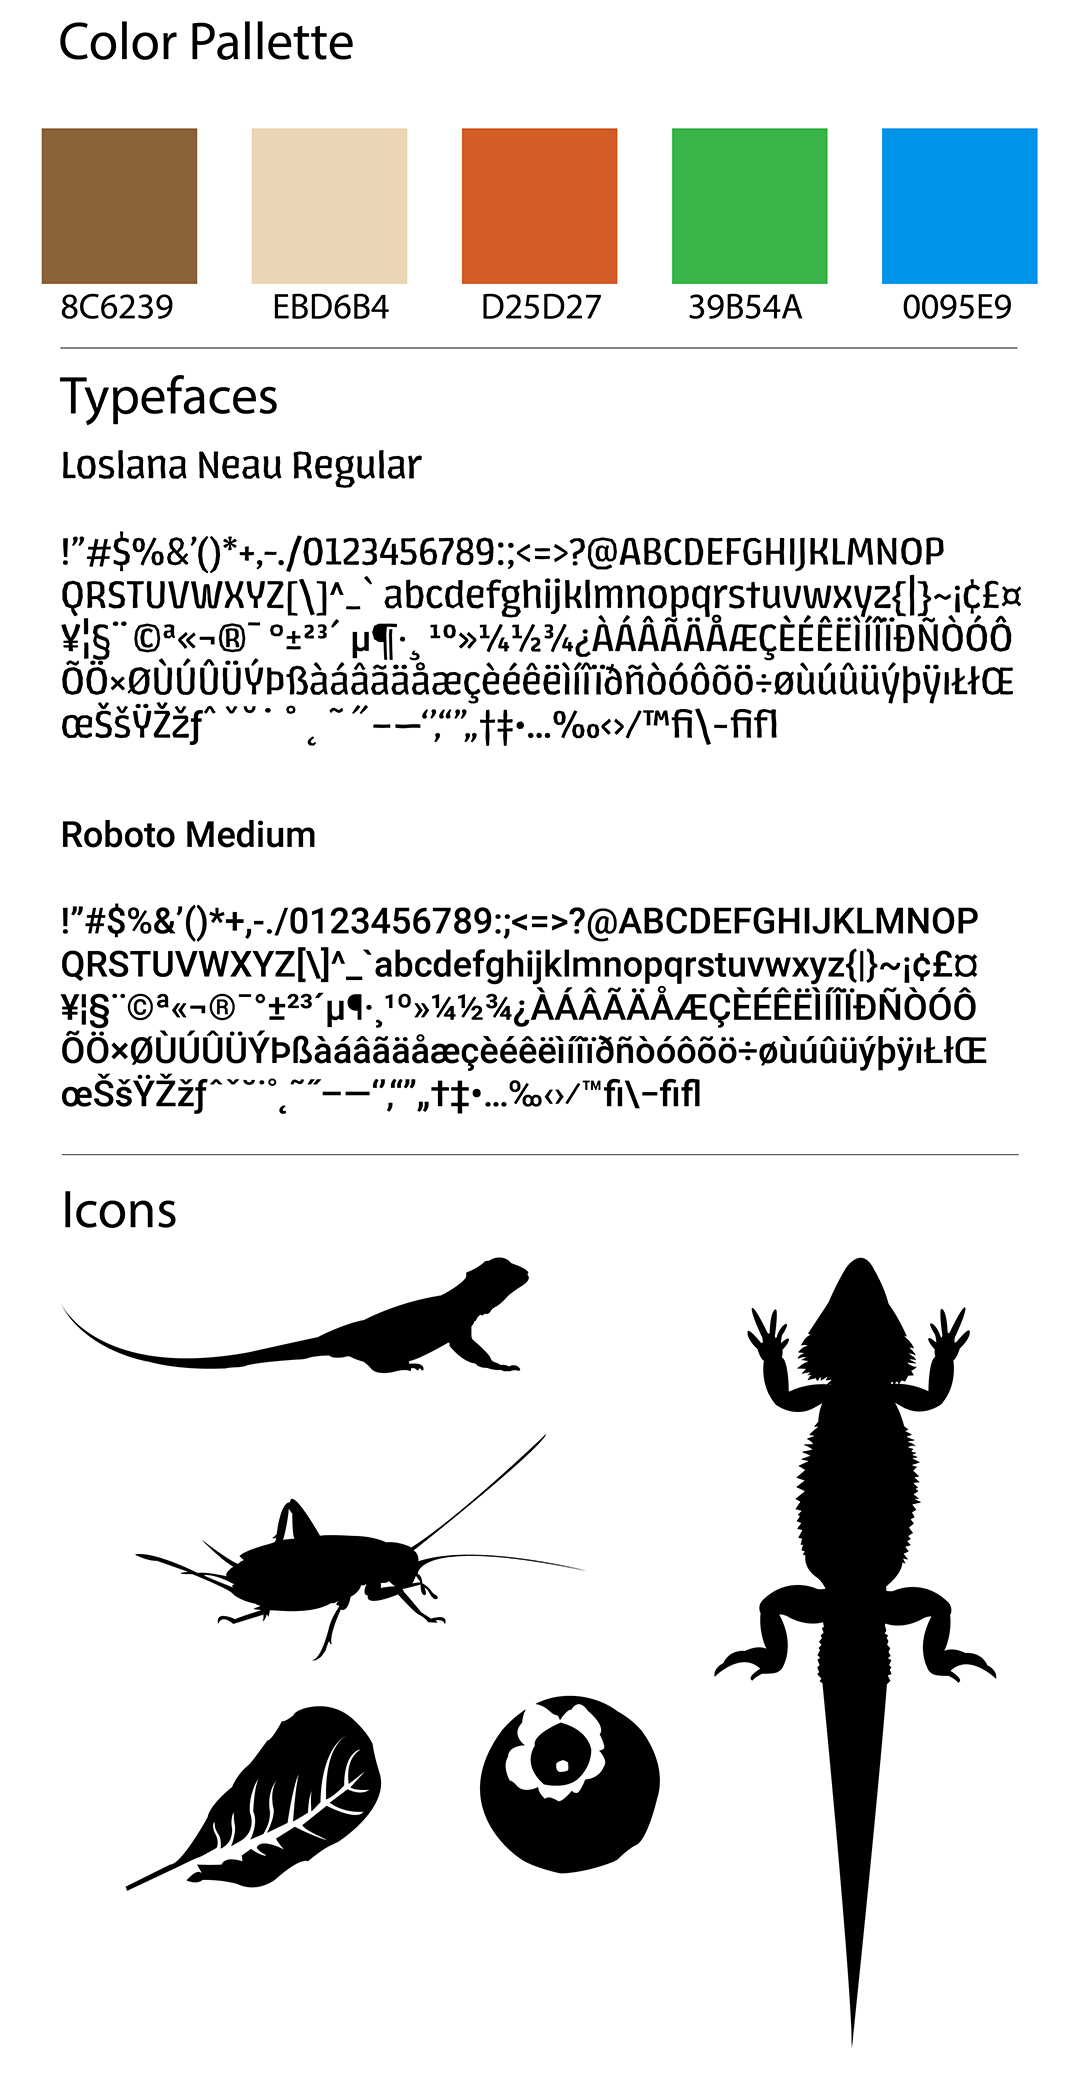 Color Pallette
8C6239 EBD6B4 D25D27 39B54A 0095E9
Typefaces
Loslana Neau Regular
!”#$%&’()*+,-./0123456789:;<=>?@ABCDEFGHIJKLMNOP
QRSTUVWXYZ[\]^_` abcdefghijklmnopqrstuvwxyz{|}~¡¢£¤
¥¦§¨ ©ª«¬®¯ °±²³´ µ¶·¸ ¹º»¼½¾¿ÀÁÂÃÄÅÆÇÈÉÊËÌÍÎÏÐÑÒÓÔ
ÕÖ×ØÙÚÛÜÝÞßàáâãäåæçèéêëìíîïðñòóôõö÷øùúûüýþÿıŁłŒ
œŠšŸŽžƒˆ ˇ˘˙ ˚ ˛ ˜ ˝–—‘’‚“”„†‡•…‰‹›⁄™fi\−fifl
Roboto Medium
!”#$%&’()*+,-./0123456789:;<=>?@ABCDEFGHIJKLMNOP
QRSTUVWXYZ[\]^_`abcdefghijklmnopqrstuvwxyz{|}~¡¢£¤
¥¦§¨©ª«¬®¯°±²³´µ¶·¸¹º»¼½¾¿ÀÁÂÃÄÅÆÇÈÉÊËÌÍÎÏÐÑÒÓÔ
ÕÖ×ØÙÚÛÜÝÞßàáâãäåæçèéêëìíîïðñòóôõö÷øùúûüýþÿıŁłŒ
œŠšŸŽžƒˆˇ˘˙˚˛˜˝–—‘’‚“”„†‡•…‰‹›⁄™fi\−fifl
Icons